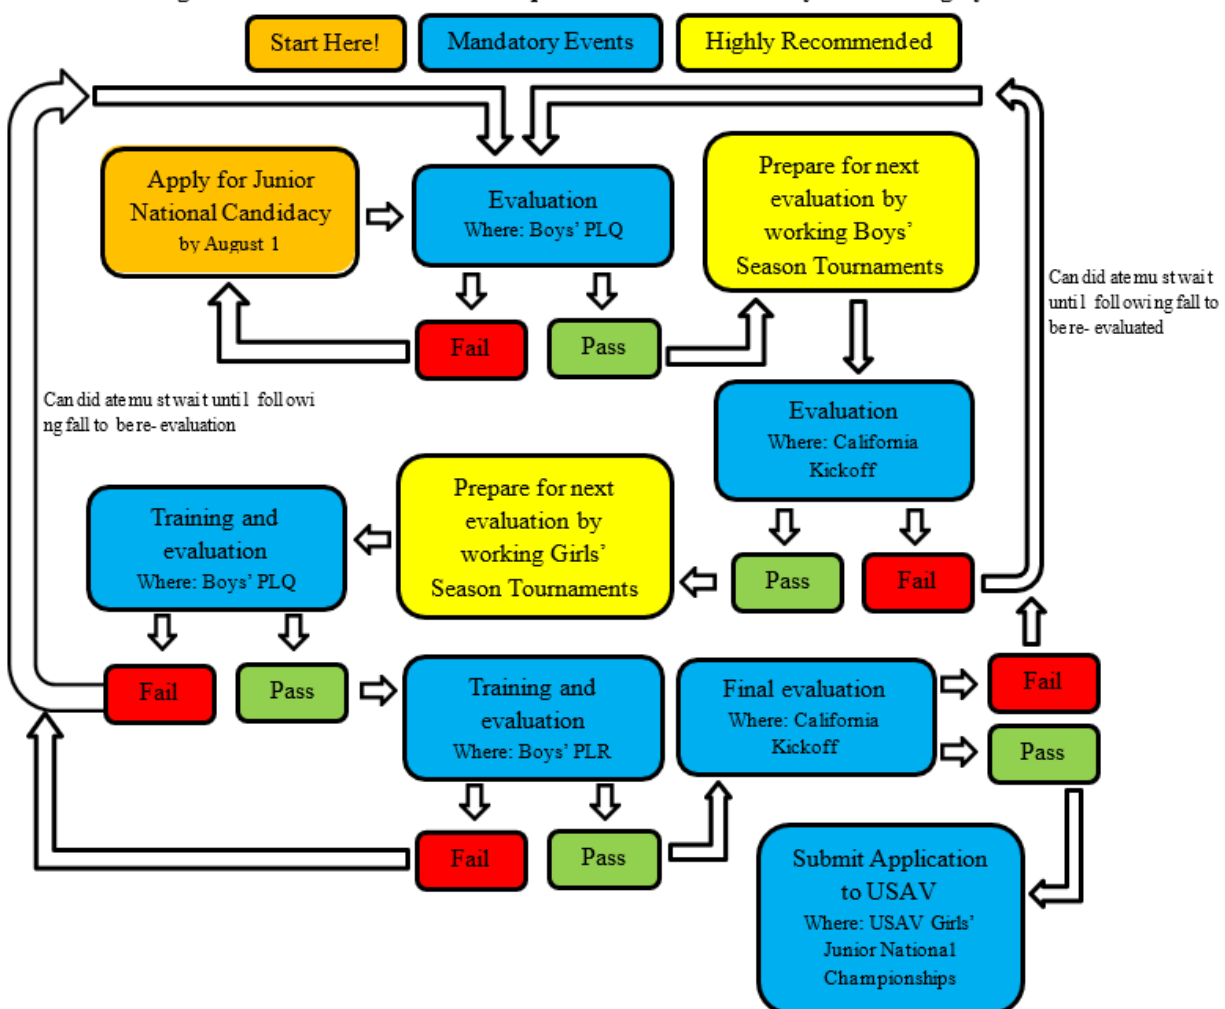 Start Here!
Mandatory Events
Highly Recommended
Apply for Junior
National Candidacy
by August 1
Evaluation
Where: Boys’ PLQ
Prepare for next
evaluation by
working Boys’
Season Tournaments
Fail
Pass
Can did ate mu st wai t
unti l foll owi ng fall to
be re- evaluated
Evaluation
Where: California
Kickoff
Can did ate mu st wai t unti l foll owi
ng fall to be re- evaluation
Prepare for next
evaluation by
working Girls’
Season Tournaments
Training and
evaluation
Where: Boys’ PLQ
Pass
Fail
Fail
Pass
Training and
evaluation
Where: Boys’ PLR
Final evaluation
Where: California
Kickoff
Fail
Pass
Fail
Pass
Submit Application
to USAV
Where: USAV Girls’
Junior National
Championships